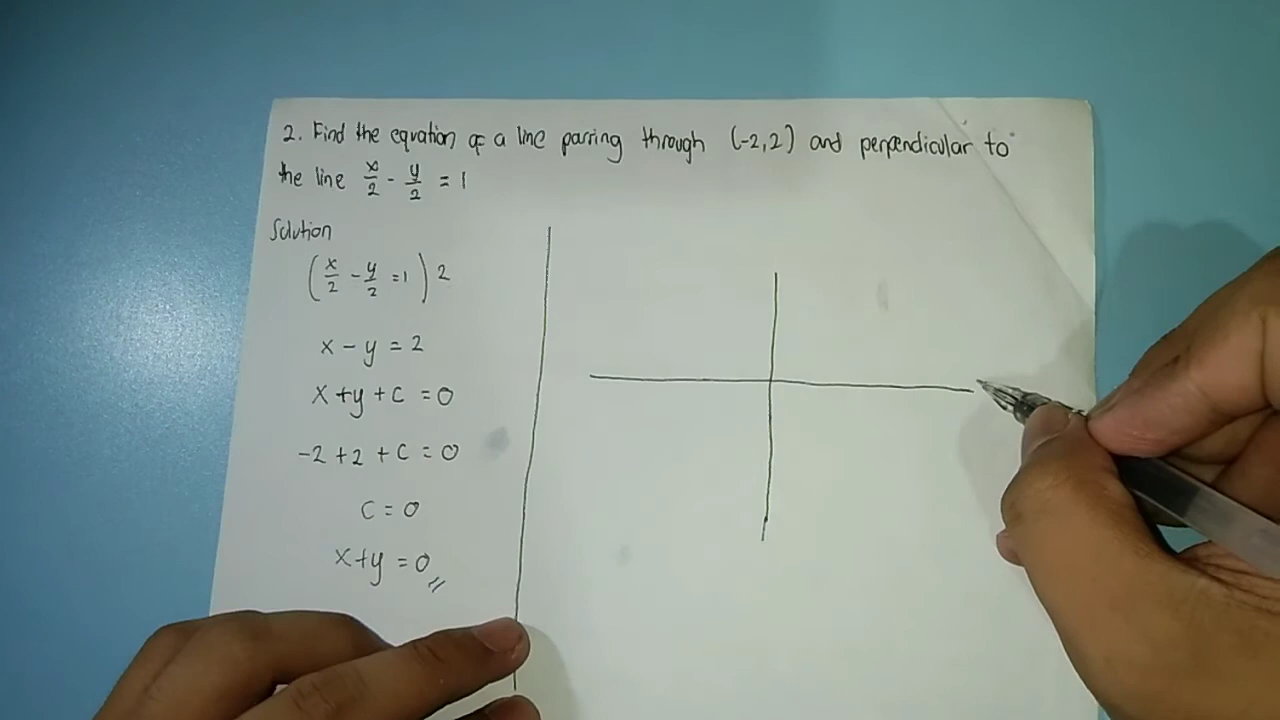 2. Find the equation of a line passing through (-2,2) and perpendicular to
the line x/2 - y/2 = 1
Solution
(x/2 - y/2 = 1) 2
x - y = 2
x + y + c = 0
-2 + 2 + c = 0
c = 0
x + y = 0